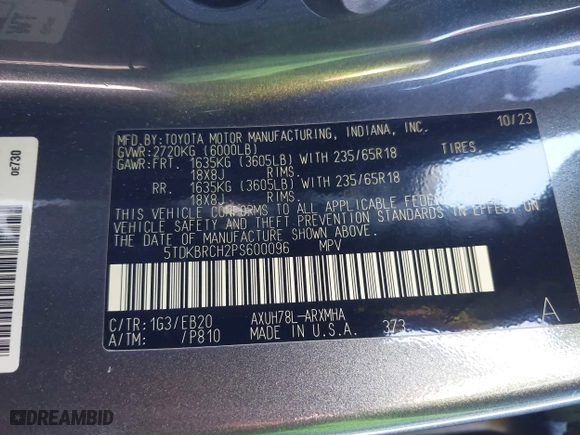 0E730
MFD.BY:TOYOTA MOTOR MANUFACTURING, INDIANA, INC. 10/23
GVWR:2720KG (6000LB)
GAWR:FRT. 1635KG (3605LB) WITH 235/65R18 TIRES,
18X8J RIMS.
RR. 1635KG (3605LB) WITH 235/65R18 TIRES,
18X8J RIMS.
THIS VEHICLE CONFORMS TO ALL APPLICABLE FEDERAL
VEHICLE SAFETY AND THEFT PREVENTION STANDARDS IN EFFECT ON
THE DATE OF MANUFACTURE SHOWN ABOVE.
5TDKBRCH2PS600096 MPV
C/TR:1G3/EB20 AXUH78L-ARXMHA A
A/TM: /P810 MADE IN U.S.A. 373
DREAMBID